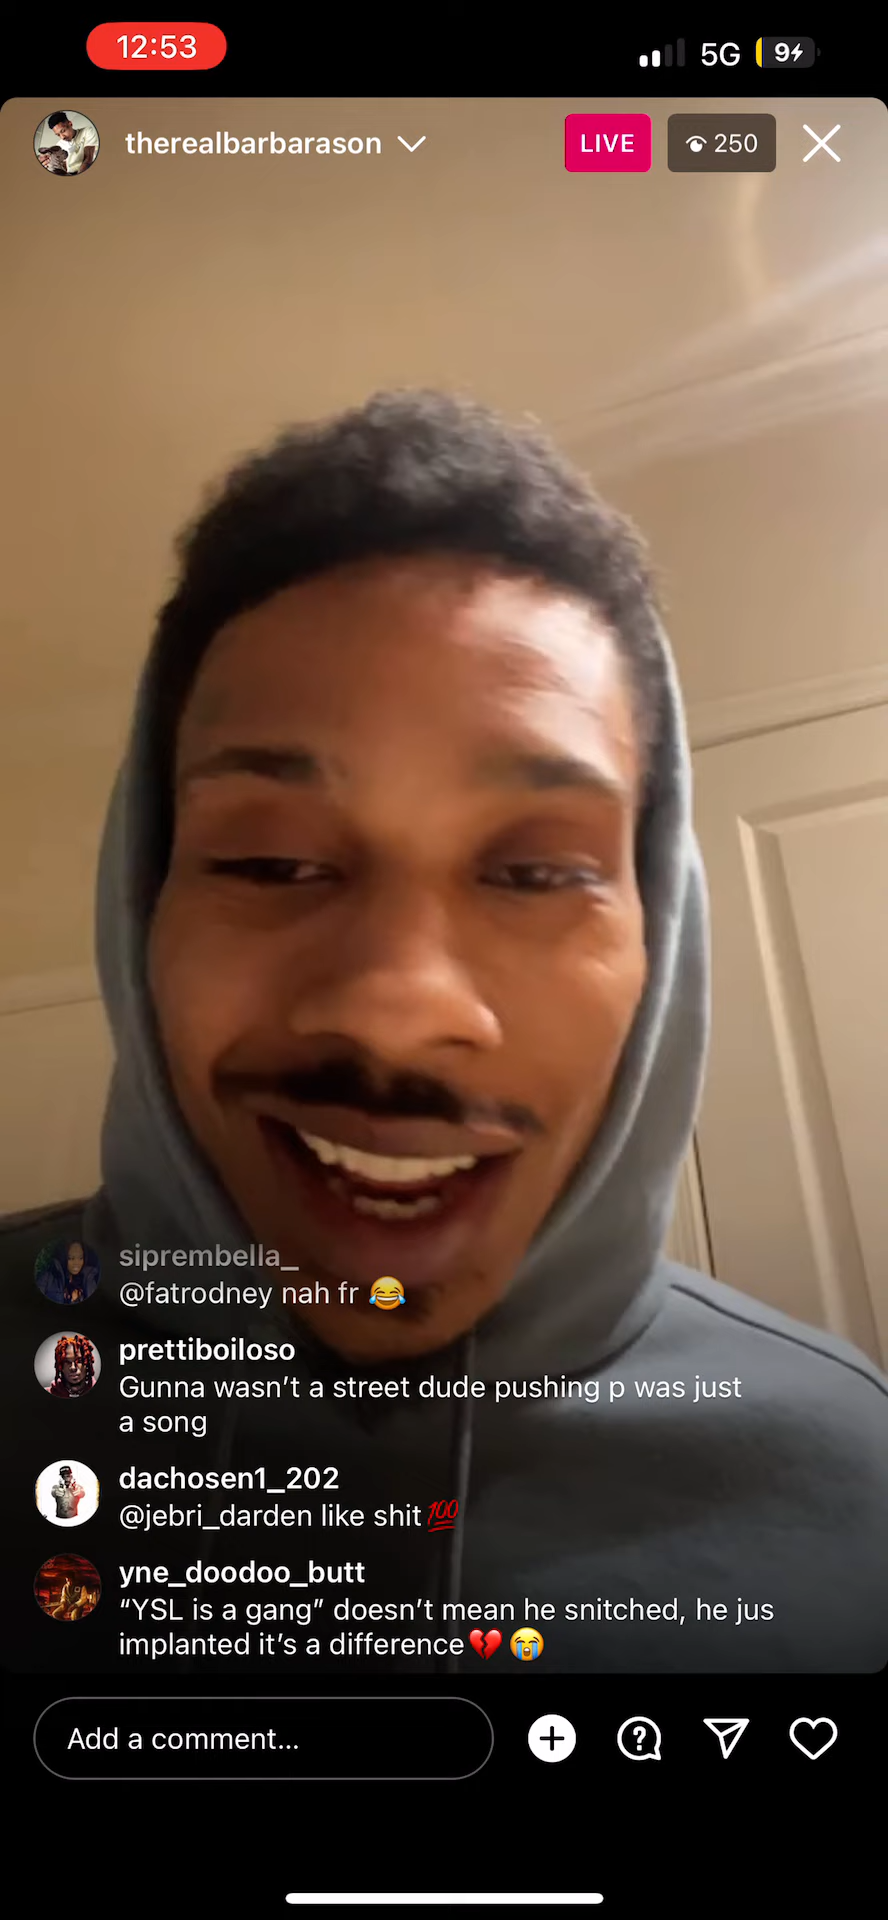 12:53
5G
9
therealbarbarason
LIVE
250
siprembella_
@fatrodney nah fr 😂
prettiboiloso
Gunna wasn’t a street dude pushing p was just
a song
dachosen1_202
@jebri_darden like shit 💯
yne_doodoo_butt
“YSL is a gang” doesn’t mean he snitched, he jus
implanted it’s a difference💔😭
Add a comment...